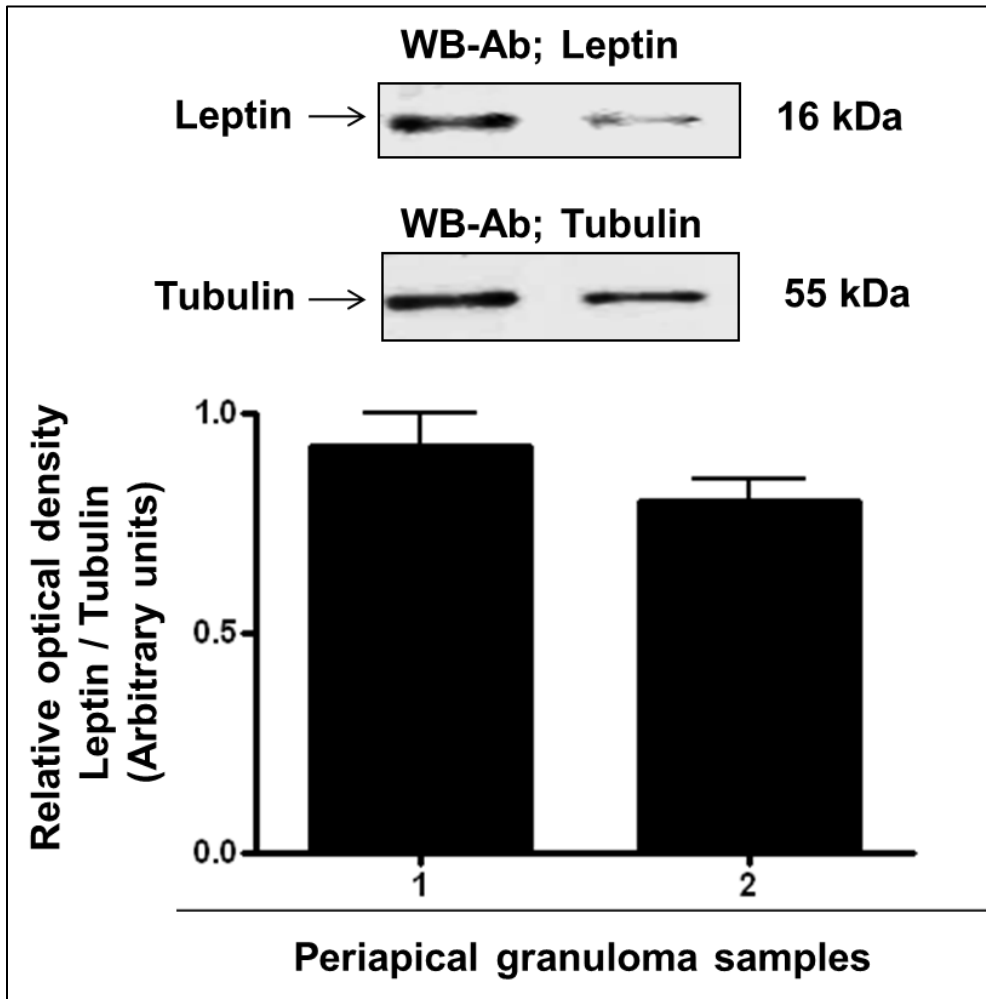 WB-Ab; Leptin
Leptin → 16 kDa
WB-Ab; Tubulin
Tubulin → 55 kDa
Relative optical density
Leptin / Tubulin
(Arbitrary units)
1.0
0.5
0.0
1 2
Periapical granuloma samples